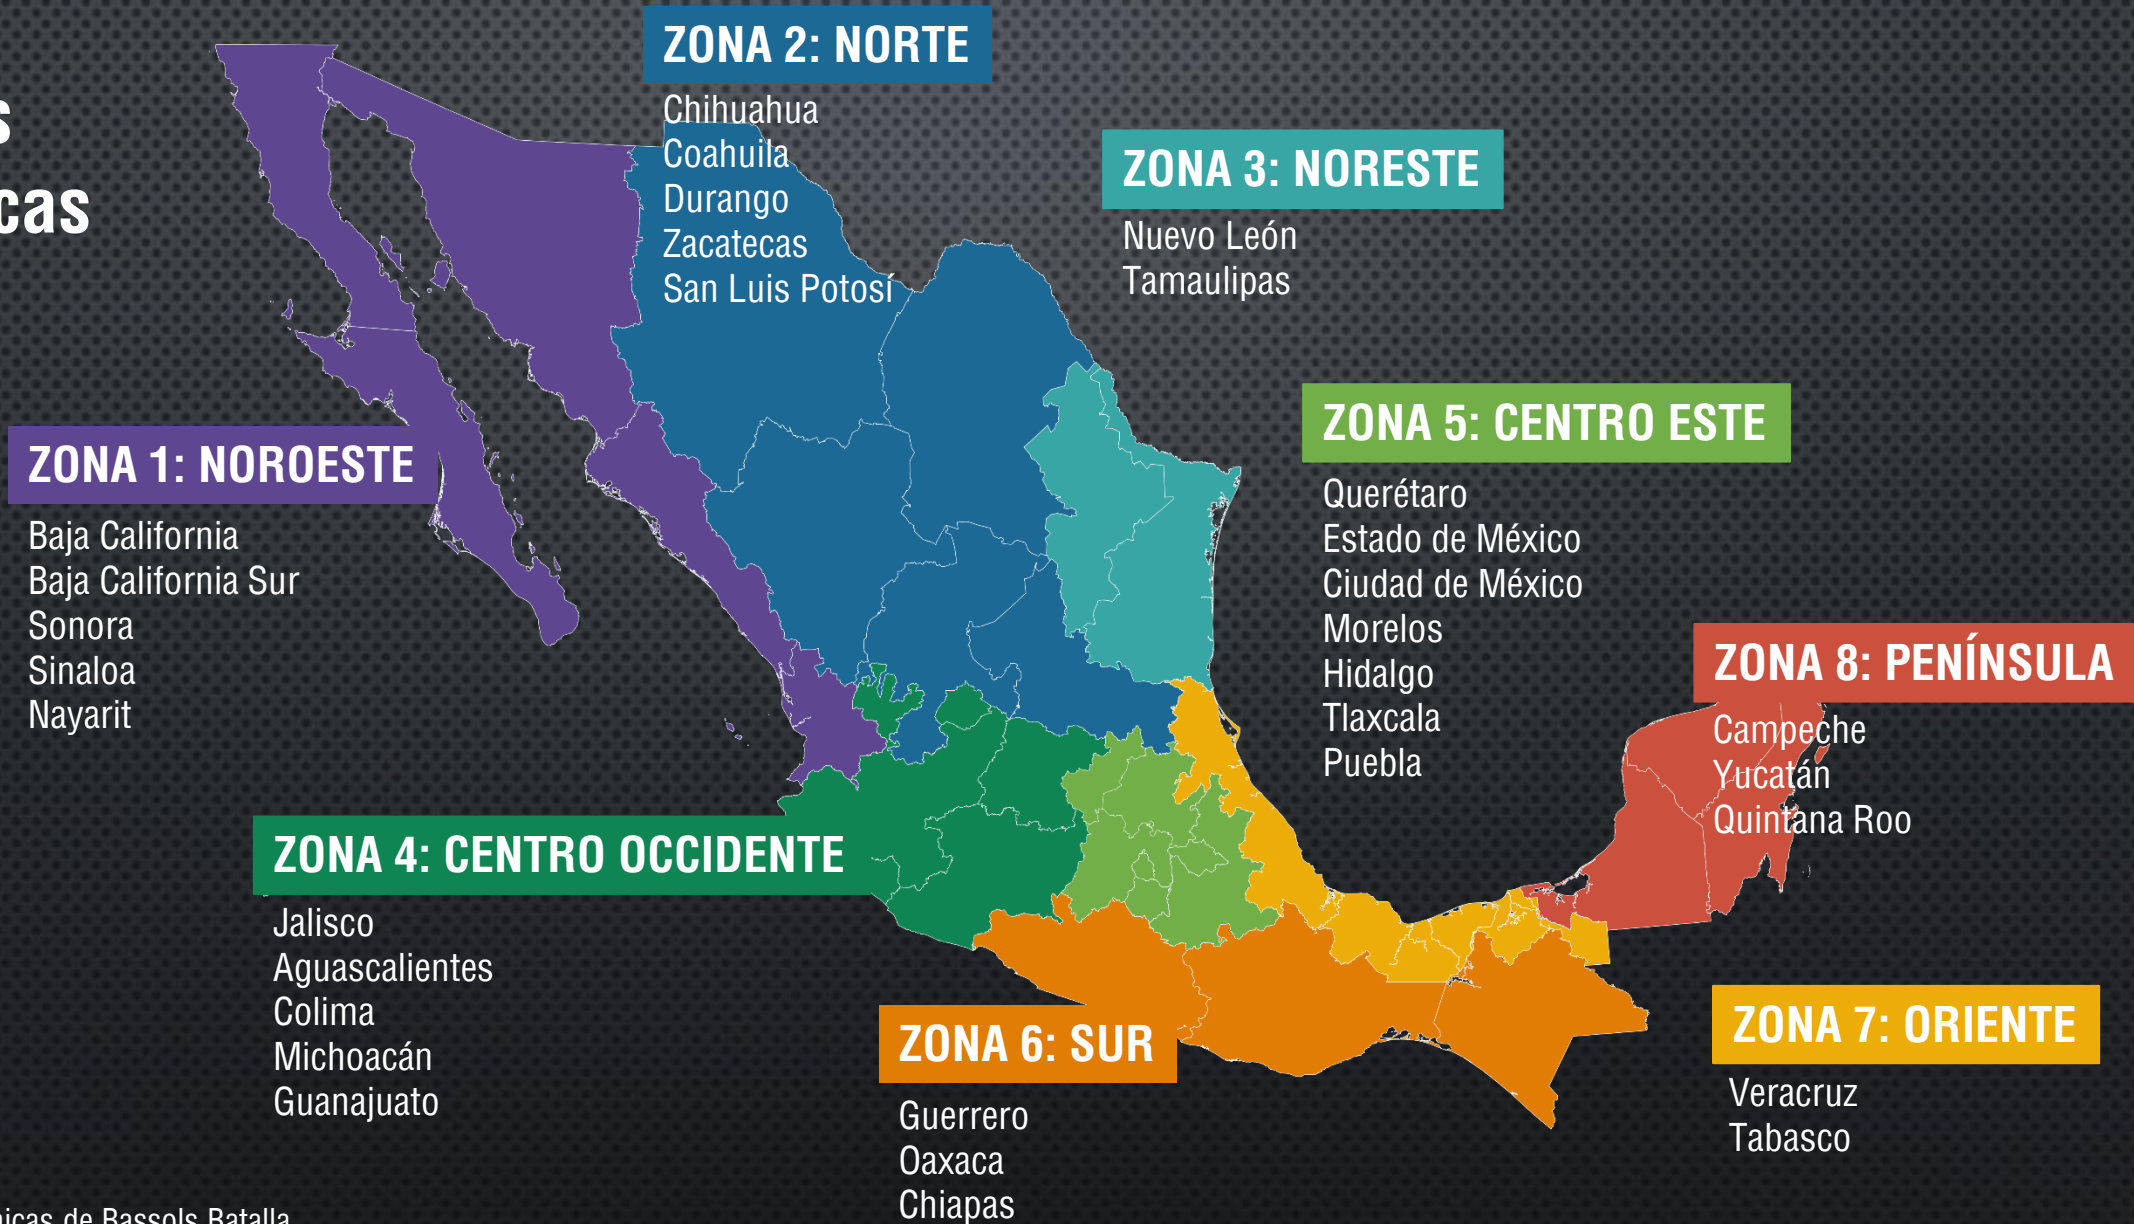 ZONA 2: NORTE
Chihuahua
Coahuila
Durango
Zacatecas
San Luis Potosí
ZONA 3: NORESTE
Nuevo León
Tamaulipas
ZONA 1: NOROESTE
Baja California
Baja California Sur
Sonora
Sinaloa
Nayarit
ZONA 5: CENTRO ESTE
Querétaro
Estado de México
Ciudad de México
Morelos
Hidalgo
Tlaxcala
Puebla
ZONA 8: PENÍNSULA
Campeche
Yucatán
Quintana Roo
ZONA 4: CENTRO OCCIDENTE
Jalisco
Aguascalientes
Colima
Michoacán
Guanajuato
ZONA 6: SUR
Guerrero
Oaxaca
Chiapas
ZONA 7: ORIENTE
Veracruz
Tabasco
de Bassols Batalla